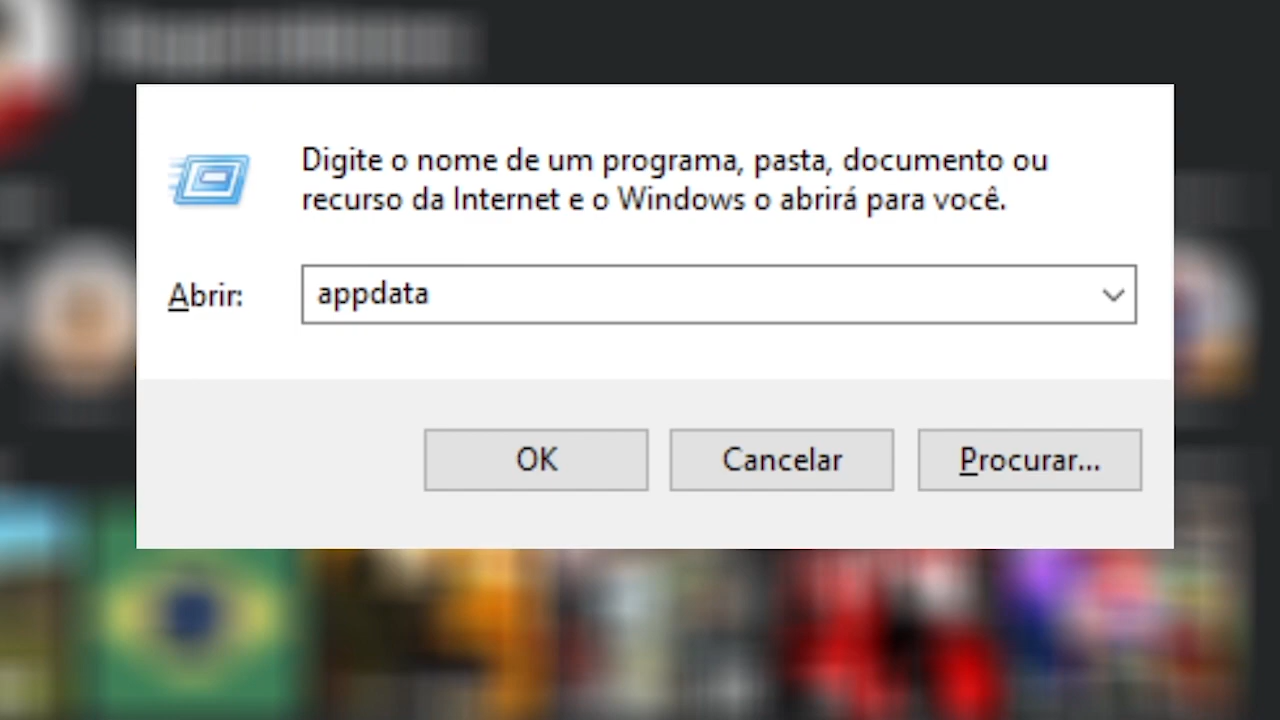 Digite o nome de um programa, pasta, documento ou
recurso da Internet e o Windows o abrirá para você.
Abrir:
appdata
OK
Cancelar
Procurar...